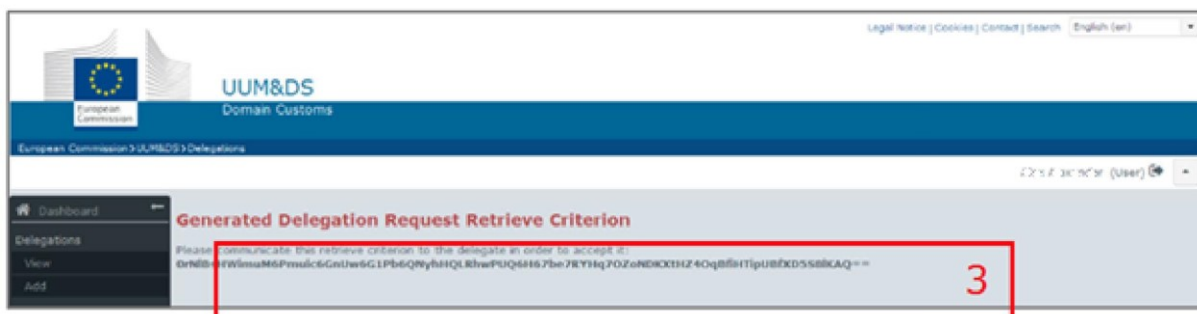 Legal Notice | Cookies | Contact | Search English (en)
UUM&DS
European Commission
Domain Customs
European Commission > UUM&DS > Delegations
(User)
Dashboard
Generated Delegation Request Retrieve Criterion
Delegations
Please communicate this retrieve criterion to the delegate in order to accept it:
View
Add
3